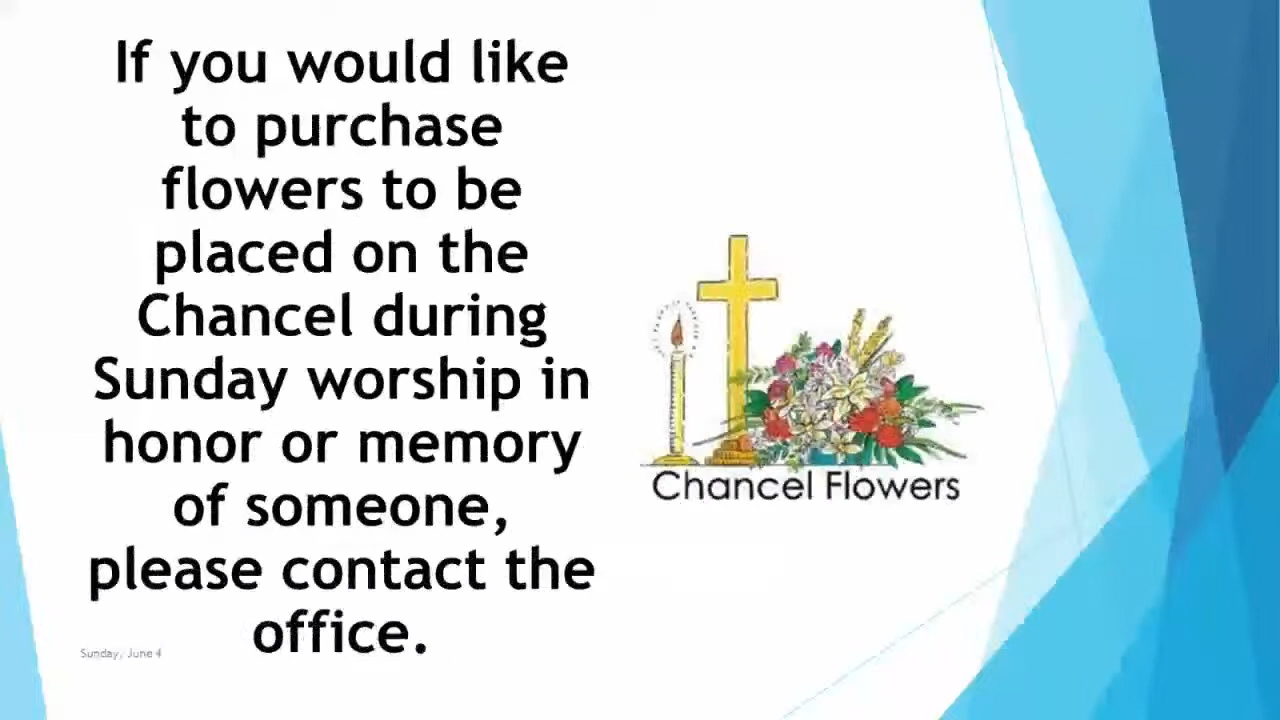 If you would like
to purchase
flowers to be
placed on the
Chancel during
Sunday worship in
honor or memory
of someone,
please contact the
office.
Chancel Flowers
Sunday, June 4